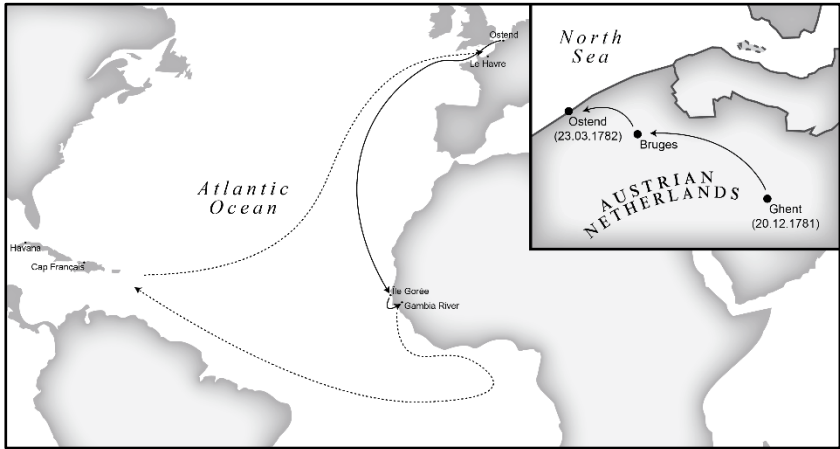 Ostend
Le Havre
Atlantic
Ocean
Havana
Cap Français
Île Gorée
Gambia River
North
Sea
Ostend
(23.03.1782)
Bruges
AUSTRIAN
NETHERLANDS
Ghent
(20.12.1781)